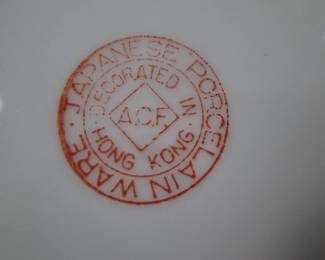 · JAPANESE PORCELAIN WARE
· DECORATED IN ·
HONG KONG
A.C.F.